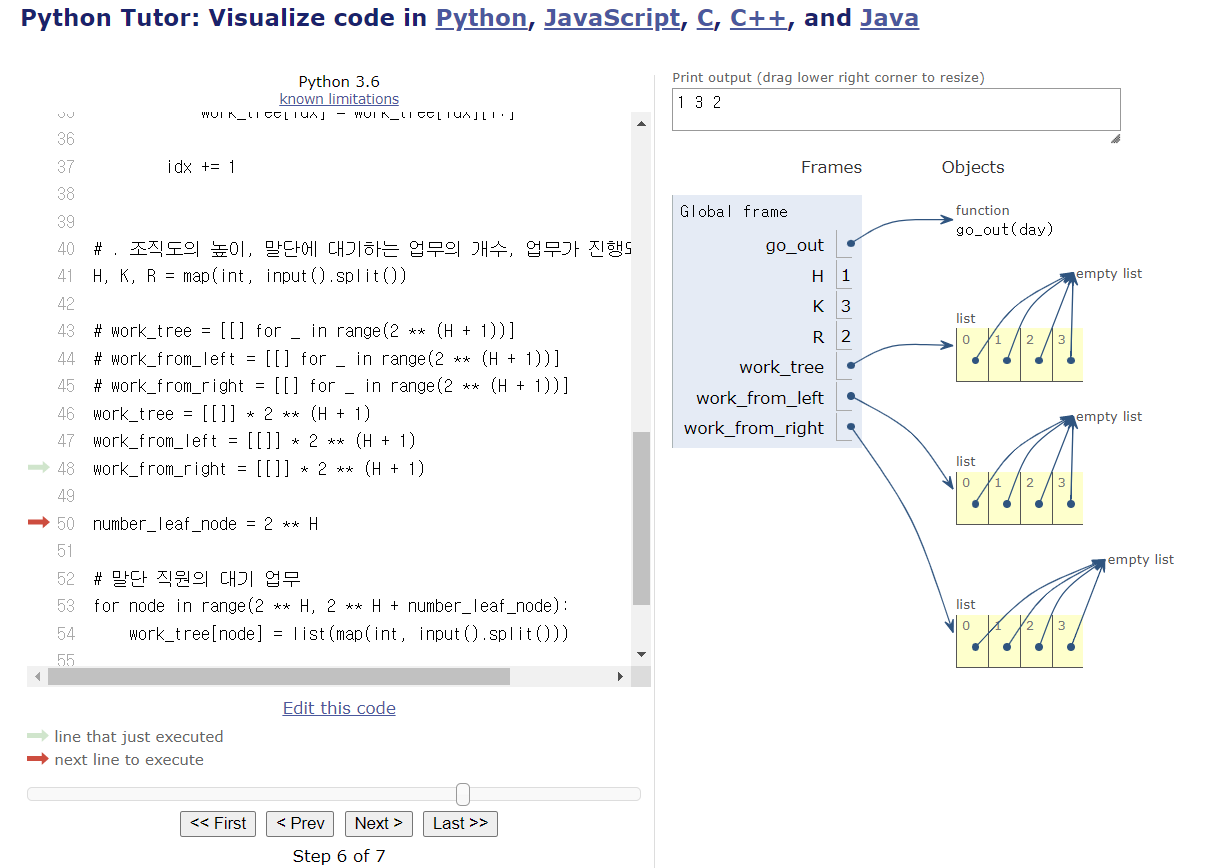 Python Tutor: Visualize code in Python, JavaScript, C, C++, and Java
Python 3.6
known limitations
35 work_tree[idx] = work_tree[idx][1:]
36
37 idx += 1
38
39
40 # . 조직도의 높이, 말단에 대기하는 업무의 개수, 업무가 진행되
41 H, K, R = map(int, input().split())
42
43 # work_tree = [[] for _ in range(2 ** (H + 1))]
44 # work_from_left = [[] for _ in range(2 ** (H + 1))]
45 # work_from_right = [[] for _ in range(2 ** (H + 1))]
46 work_tree = [[]] * 2 ** (H + 1)
47 work_from_left = [[]] * 2 ** (H + 1)
48 work_from_right = [[]] * 2 ** (H + 1)
49
50 number_leaf_node = 2 ** H
51
52 # 말단 직원의 대기 업무
53 for node in range(2 ** H, 2 ** H + number_leaf_node):
54 work_tree[node] = list(map(int, input().split()))
55
Edit this code
line that just executed
next line to execute
<< First < Prev Next > Last >>
Step 6 of 7
Print output (drag lower right corner to resize)
1 3 2
Frames Objects
Global frame
go_out
H 1
K 3
R 2
work_tree
work_from_left
work_from_right
function
go_out(day)
empty list
list
0 1 2 3
empty list
list
0 1 2 3
empty list
list
0 1 2 3